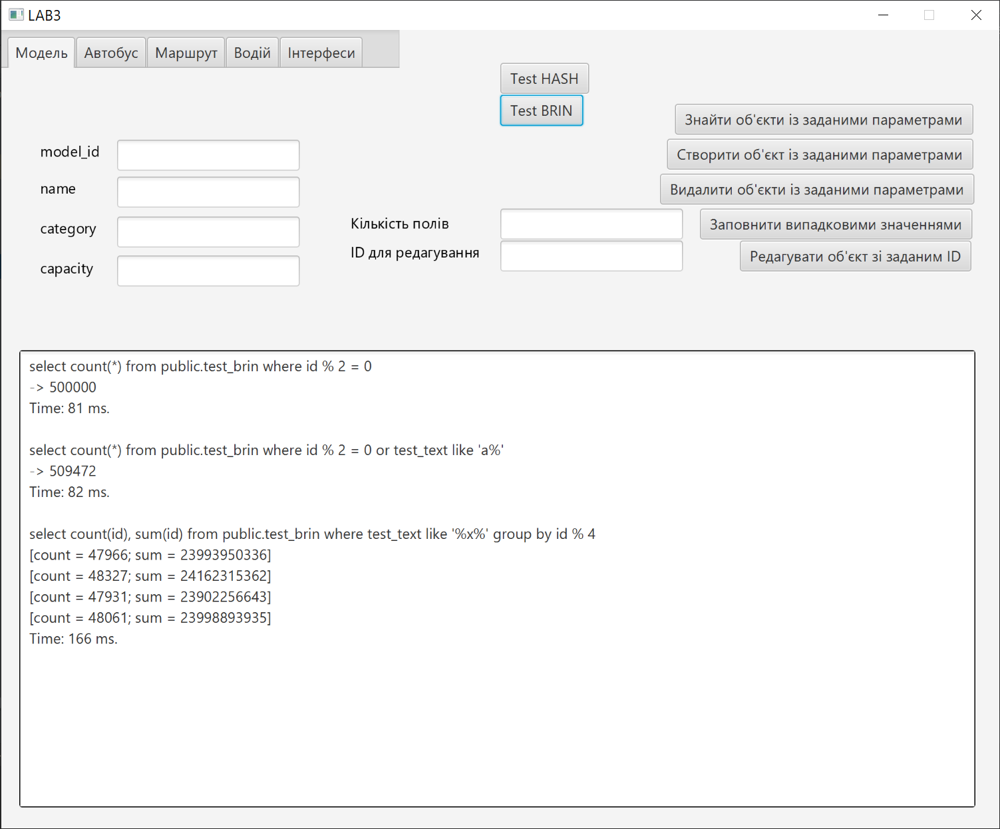 LAB3
Модель Автобус Маршрут Водій Інтерфеси
Test HASH
Test BRIN
Знайти об'єкти із заданими параметрами
model_id
Створити об'єкт із заданими параметрами
name
Видалити об'єкти із заданими параметрами
category
Кількість полів
Заповнити випадковими значеннями
ID для редагування
Редагувати об'єкт зі заданим ID
capacity
select count(*) from public.test_brin where id % 2 = 0
-> 500000
Time: 81 ms.
select count(*) from public.test_brin where id % 2 = 0 or test_text like 'a%'
-> 509472
Time: 82 ms.
select count(id), sum(id) from public.test_brin where test_text like '%x%' group by id % 4
[count = 47966; sum = 23993950336]
[count = 48327; sum = 24162315362]
[count = 47931; sum = 23902256643]
[count = 48061; sum = 23998893935]
Time: 166 ms.